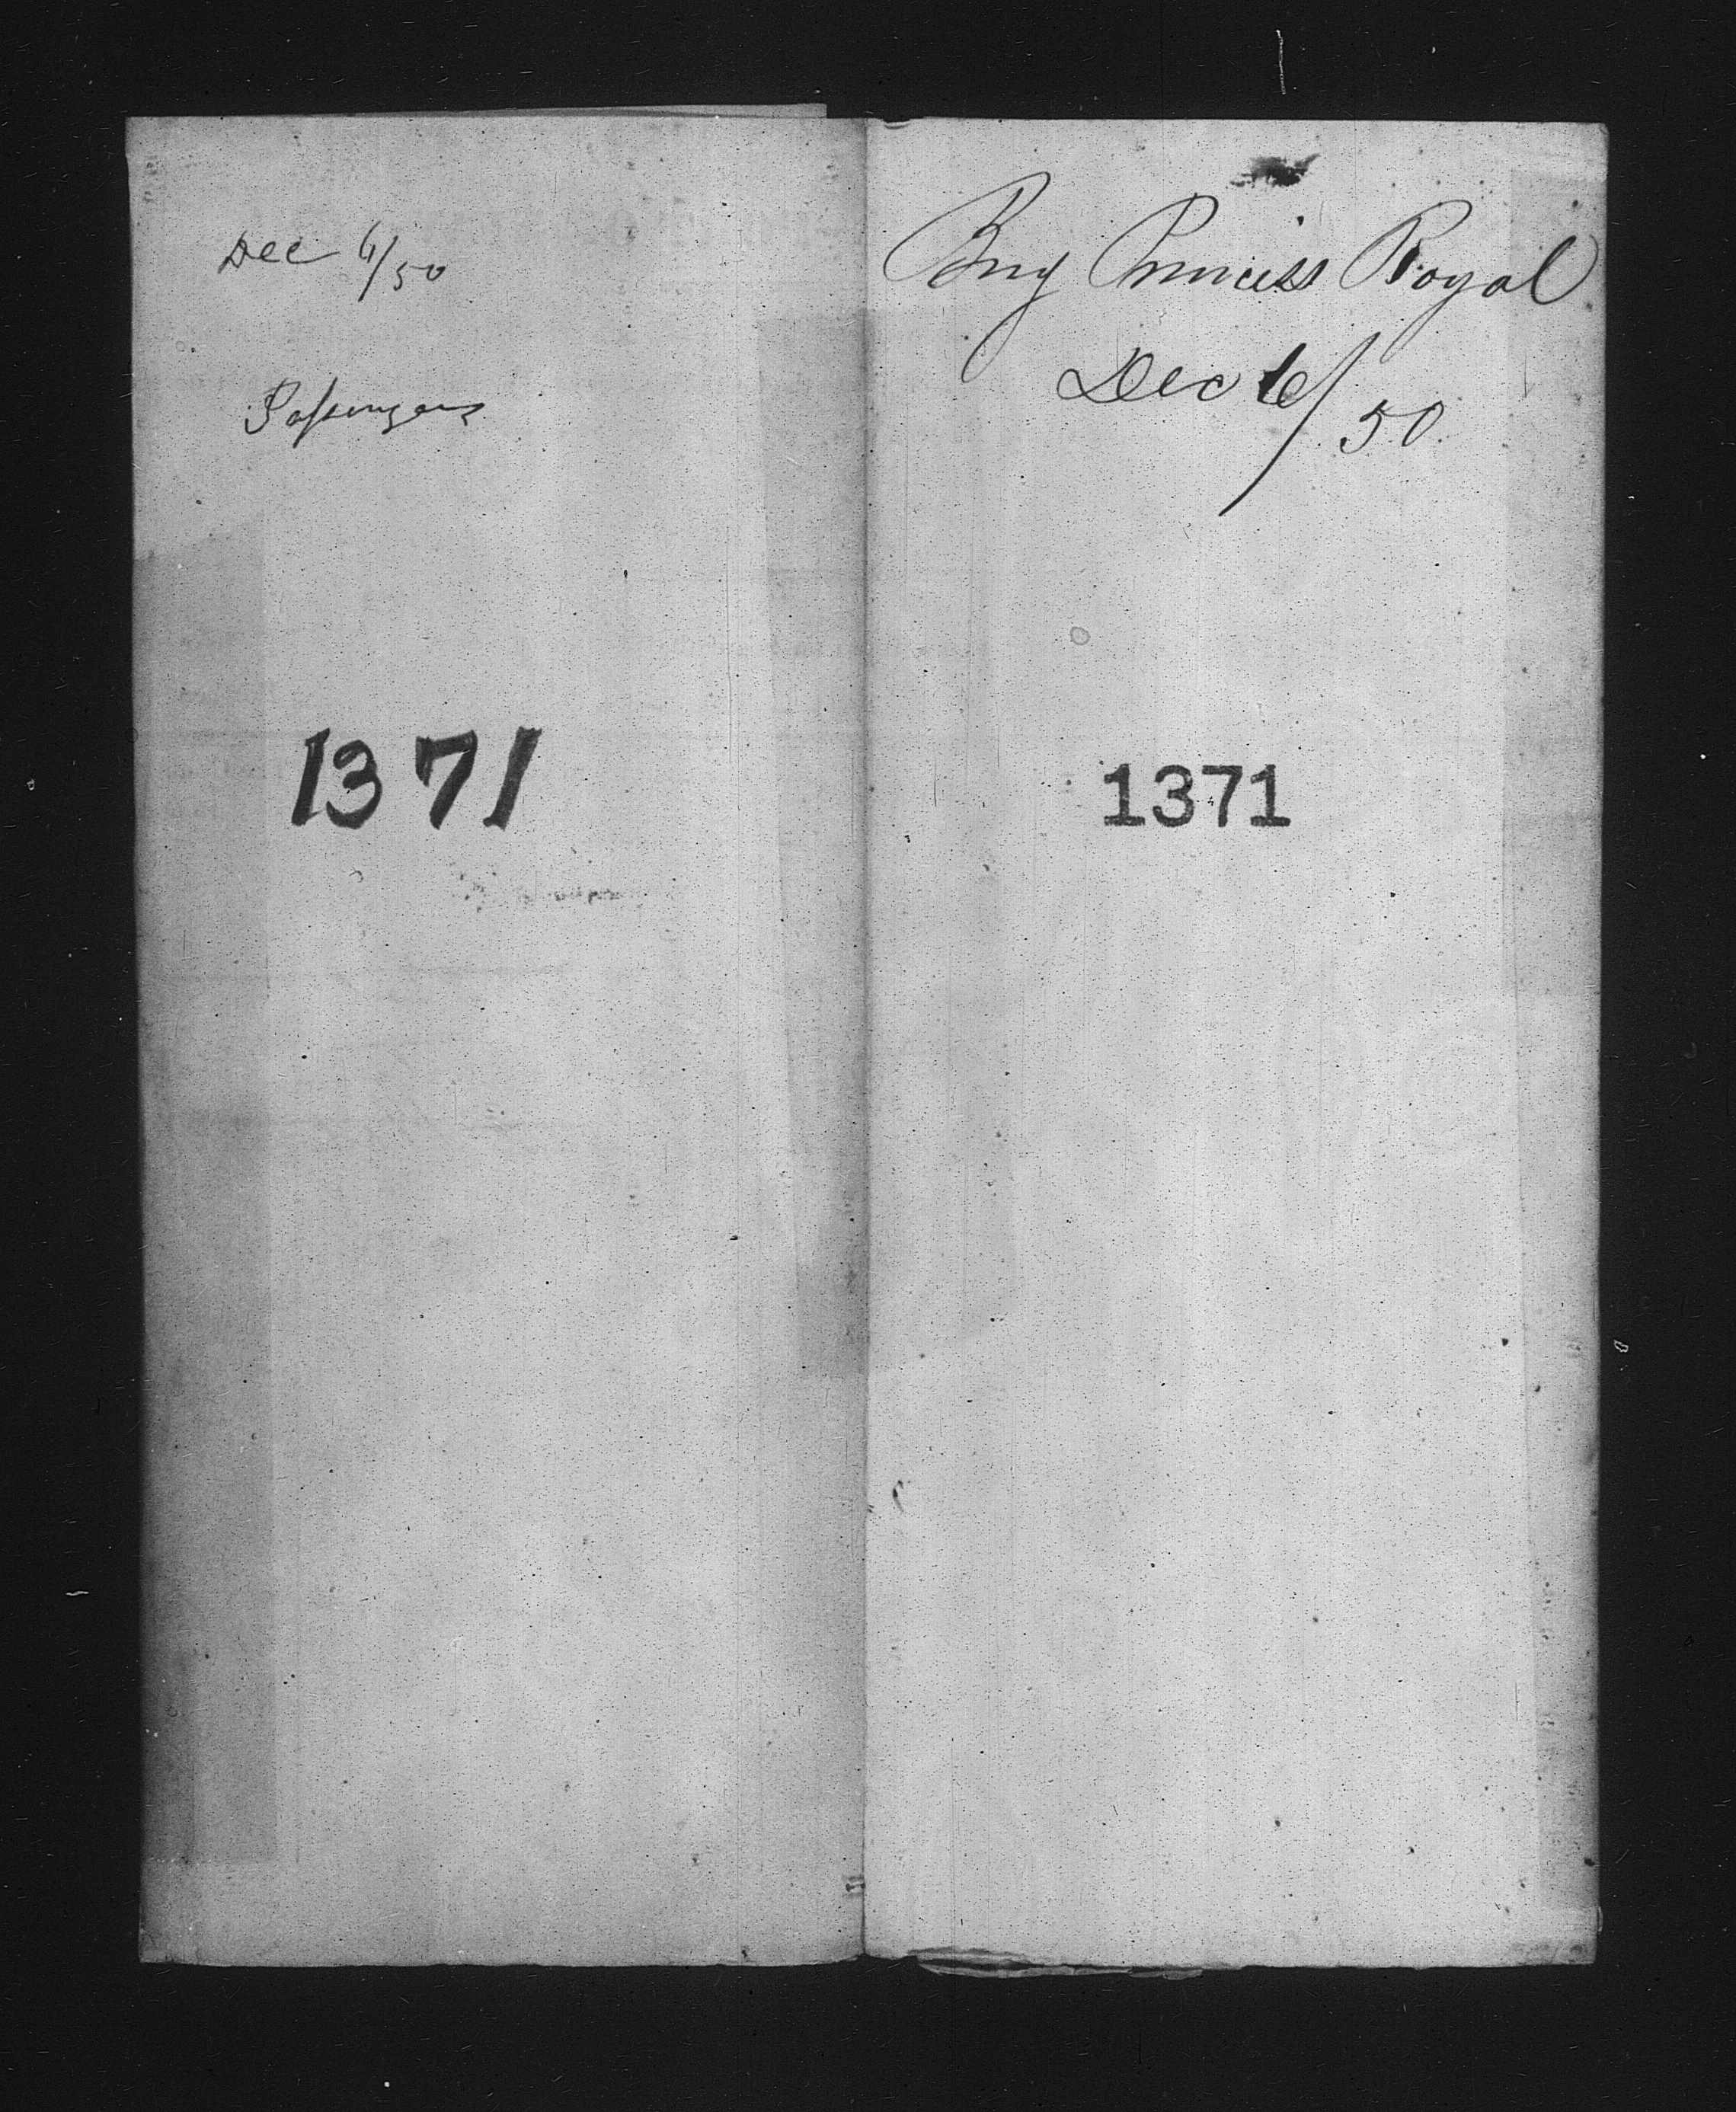 Dec 6/50
Passengers
1371
Brig Princess Royal
Dec 6/50
1371